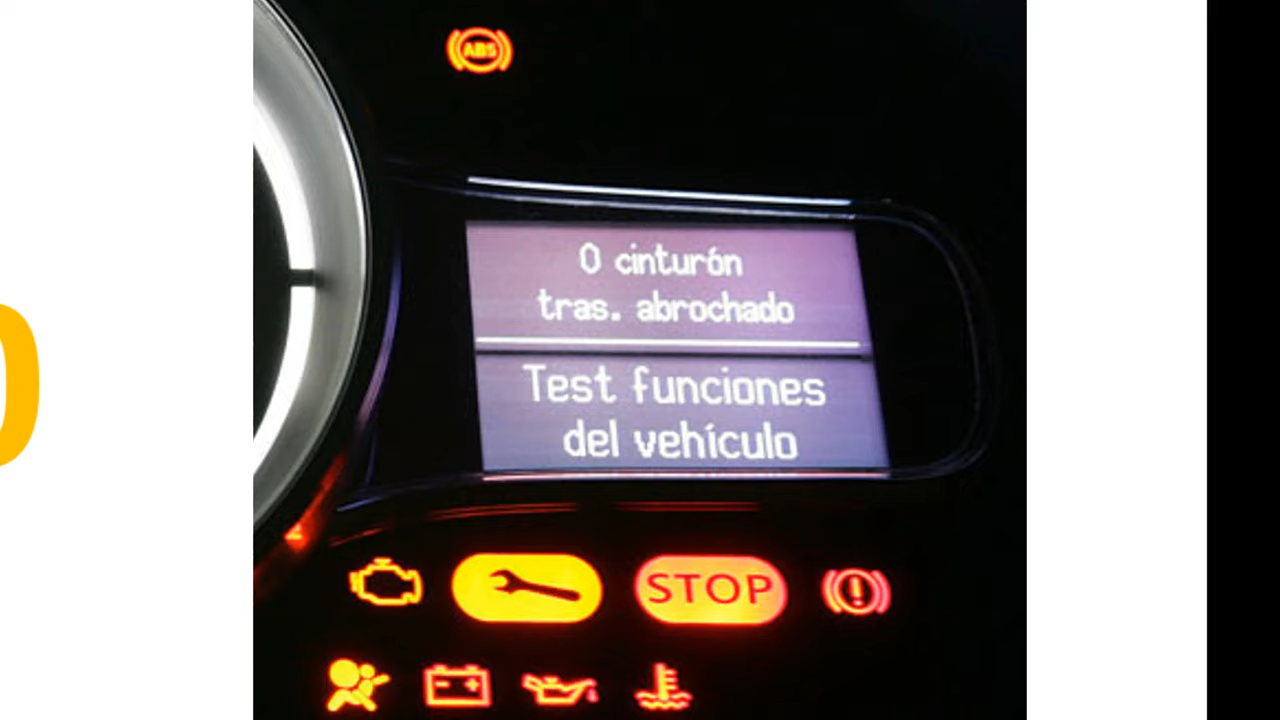 ABS
0 cinturón
tras. abrochado
Test funciones
del vehículo
STOP